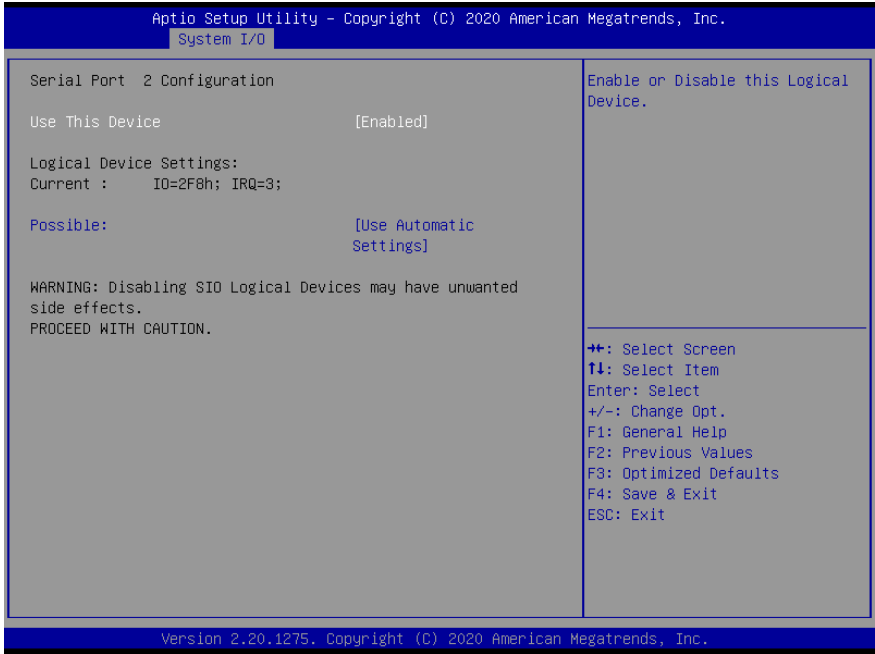 Aptio Setup Utility – Copyright (C) 2020 American Megatrends, Inc.
System I/O
Serial Port  2 Configuration
Use This Device [Enabled]
Logical Device Settings:
Current :     IO=2F8h; IRQ=3;
Possible: [Use Automatic
Settings]
WARNING: Disabling SIO Logical Devices may have unwanted
side effects.
PROCEED WITH CAUTION.
Enable or Disable this Logical
Device.
→←: Select Screen
↑↓: Select Item
Enter: Select
+/-: Change Opt.
F1: General Help
F2: Previous Values
F3: Optimized Defaults
F4: Save & Exit
ESC: Exit
Version 2.20.1275. Copyright (C) 2020 American Megatrends, Inc.